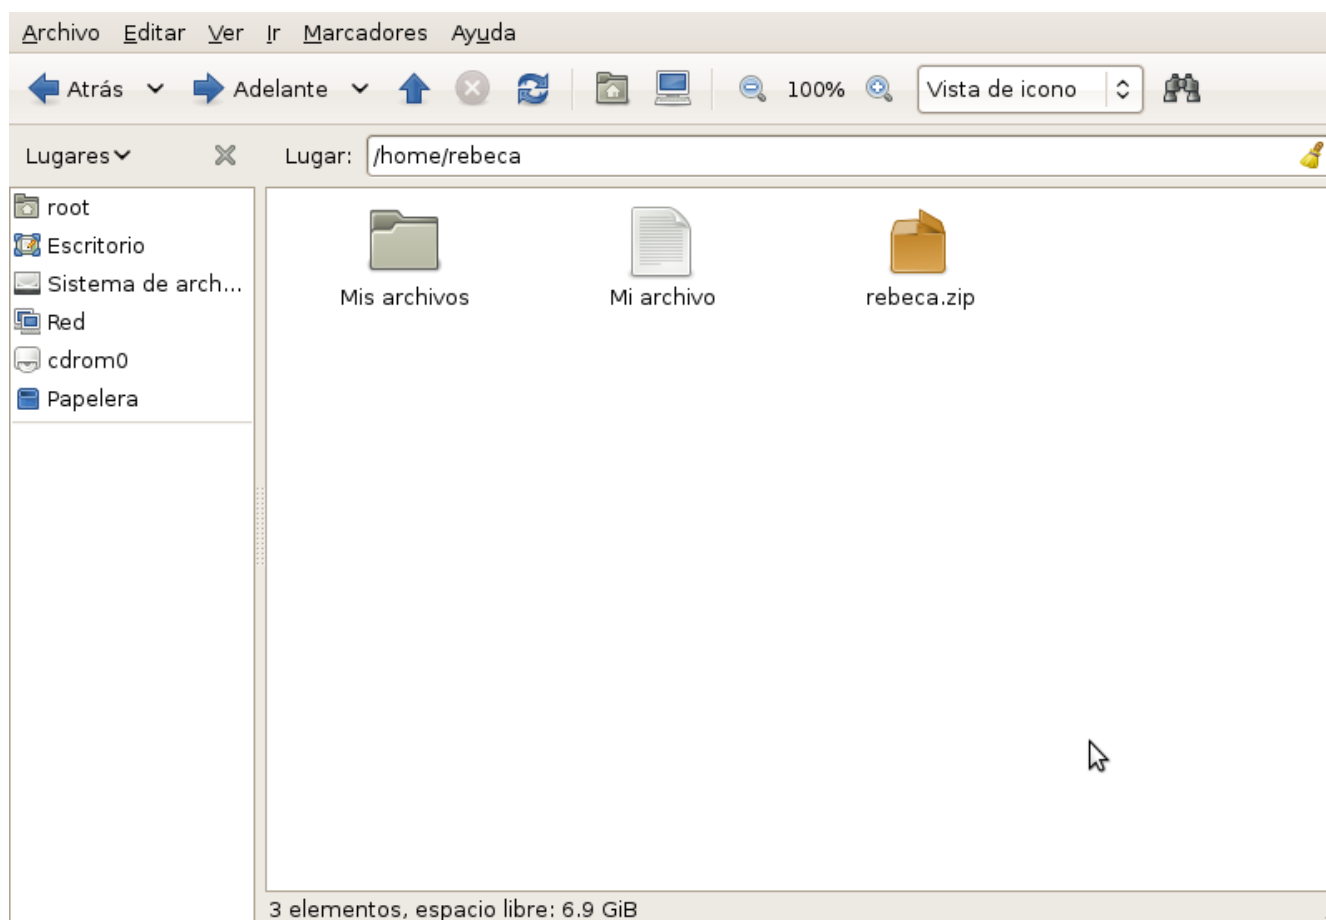 Archivo Editar Ver Ir Marcadores Ayuda
Atrás Adelante 100% Vista de icono
Lugares Lugar: /home/rebeca
root
Escritorio
Sistema de arch...
Red
cdrom0
Papelera
Mis archivos Mi archivo rebeca.zip
3 elementos, espacio libre: 6.9 GiB